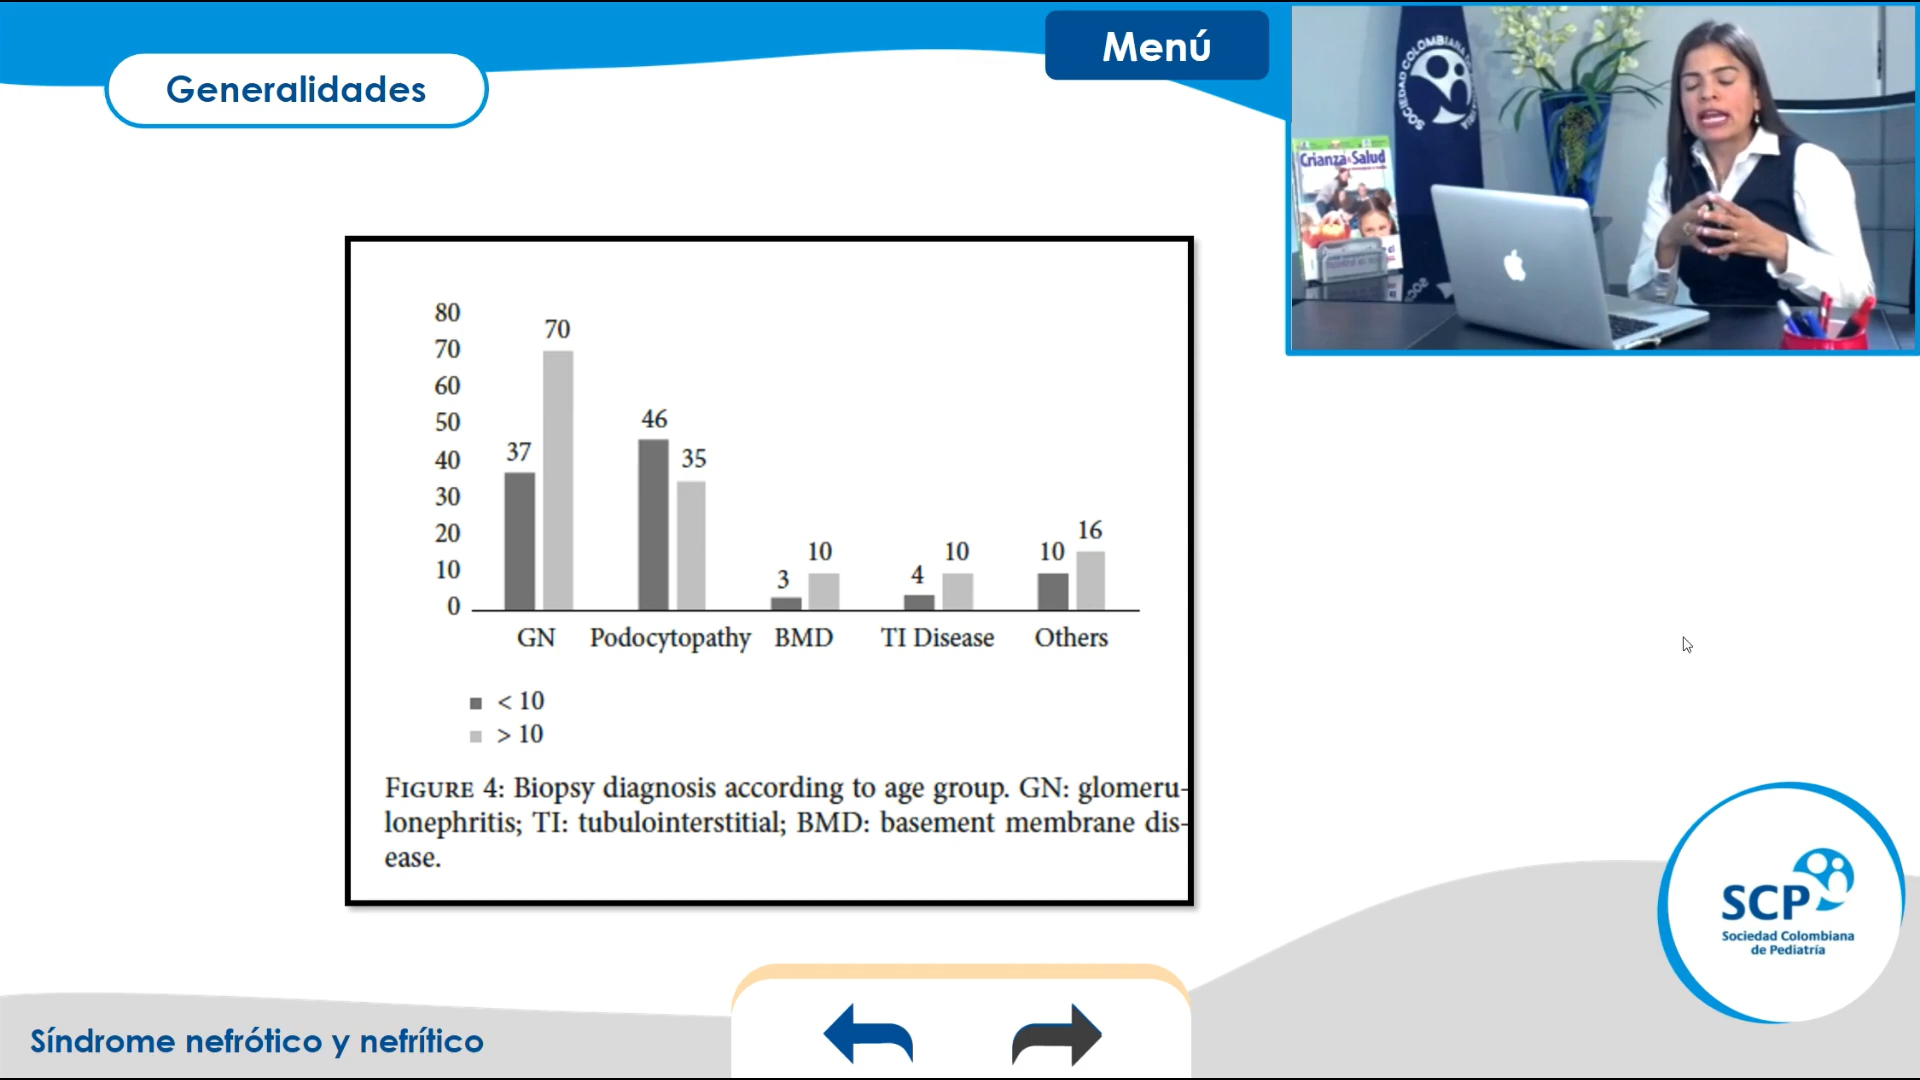 Generalidades
Menú
SOCIEDAD COLOMBIANA
Crianza & Salud
80
70
60
50
40
30
20
10
0
37
70
46
35
3
10
4
10
10
16
GN Podocytopathy BMD TI Disease Others
< 10
> 10
FIGURE 4: Biopsy diagnosis according to age group. GN: glomeru-
lonephritis; TI: tubulointerstitial; BMD: basement membrane dis-
ease.
SCP
Sociedad Colombiana
de Pediatría
Síndrome nefrótico y nefrítico